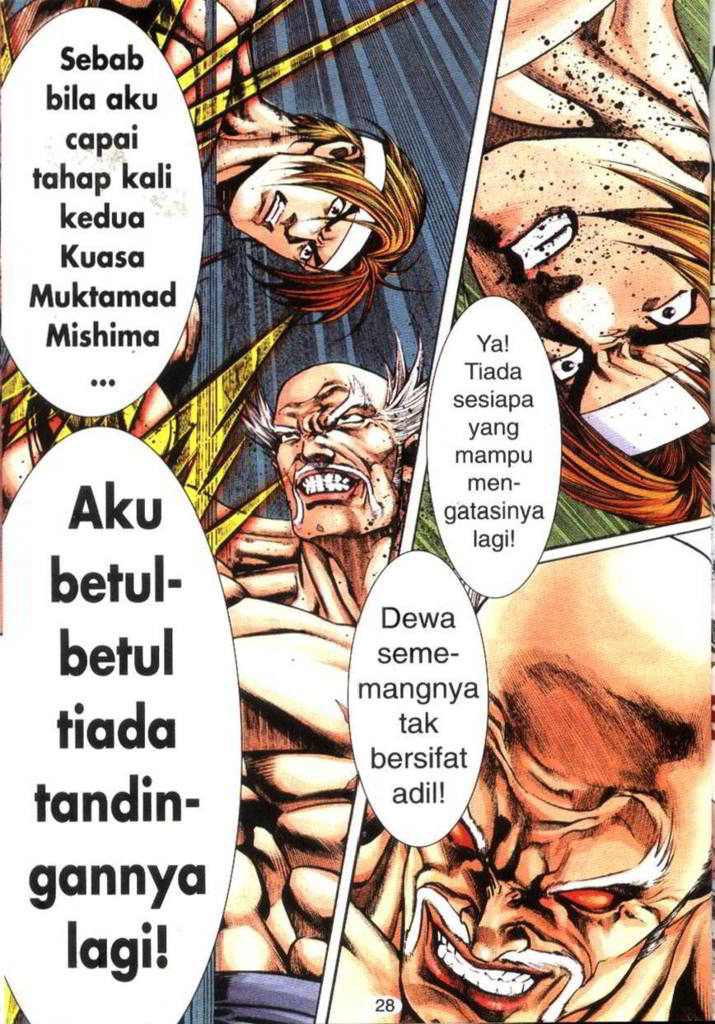 Sebab
bila aku
capai
tahap kali
kedua
Kuasa
Muktamad
Mishima
...
Aku
betul-
betul
tiada
tandin-
gannya
lagi!
Ya!
Tiada
sesiapa
yang
mampu
men-
gatasinya
lagi!
Dewa
seme-
mangnya
tak
bersifat
adil!
28